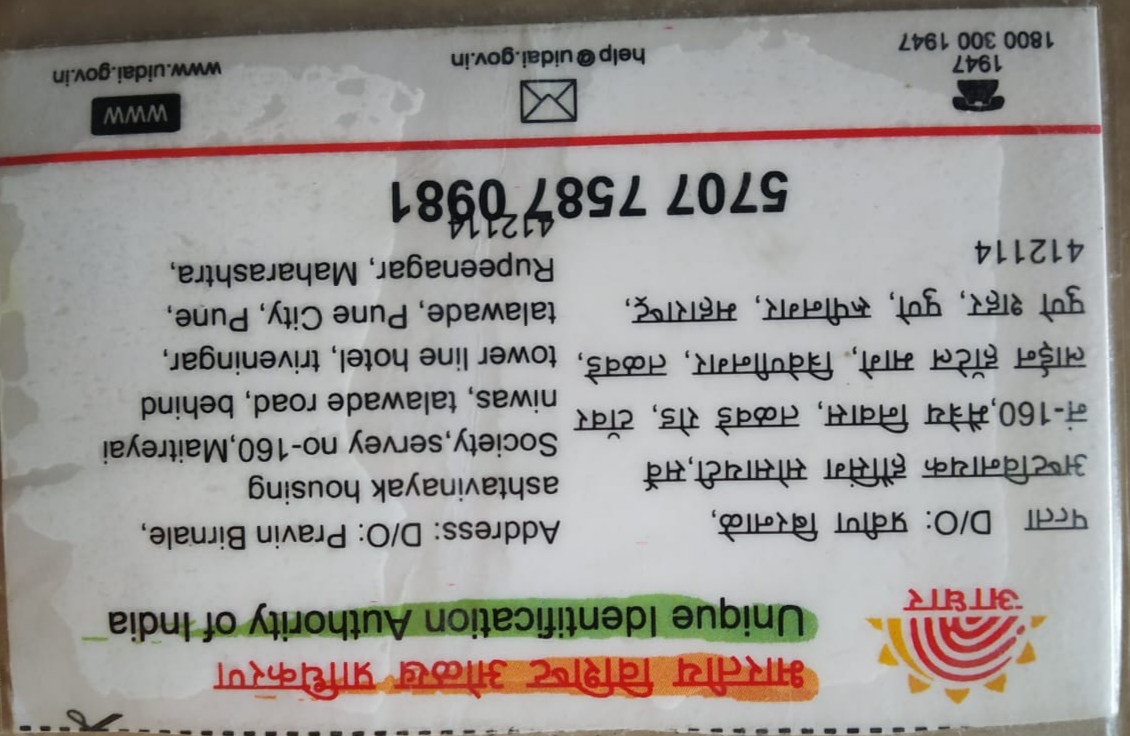 भारतीय विशिष्ट ओळख प्राधिकरण
Unique Identification Authority of India
आधार
पत्ता D/O: प्रवीण बिरनाळे,
अष्टविनायक हौसिंग सोसायटी,सर्वे
नं-160,मैत्रेय निवास, तळवडे रोड, टॉवर
लाईन हॉटेल मागे, त्रिवेणीनगर, तळवडे,
पुणे शहर, पुणे, रुपीनगर, महाराष्ट्र,
412114
Address: D/O: Pravin Birnale,
ashtavinayak housing
Society,servey no-160,Maitreyai
niwas, talawade road, behind
tower line hotel, triveningar,
talawade, Pune City, Pune,
Rupeenagar, Maharashtra,
412114
5707 7587 0981
1947
1800 300 1947
help@uidai.gov.in
WWW
www.uidai.gov.in